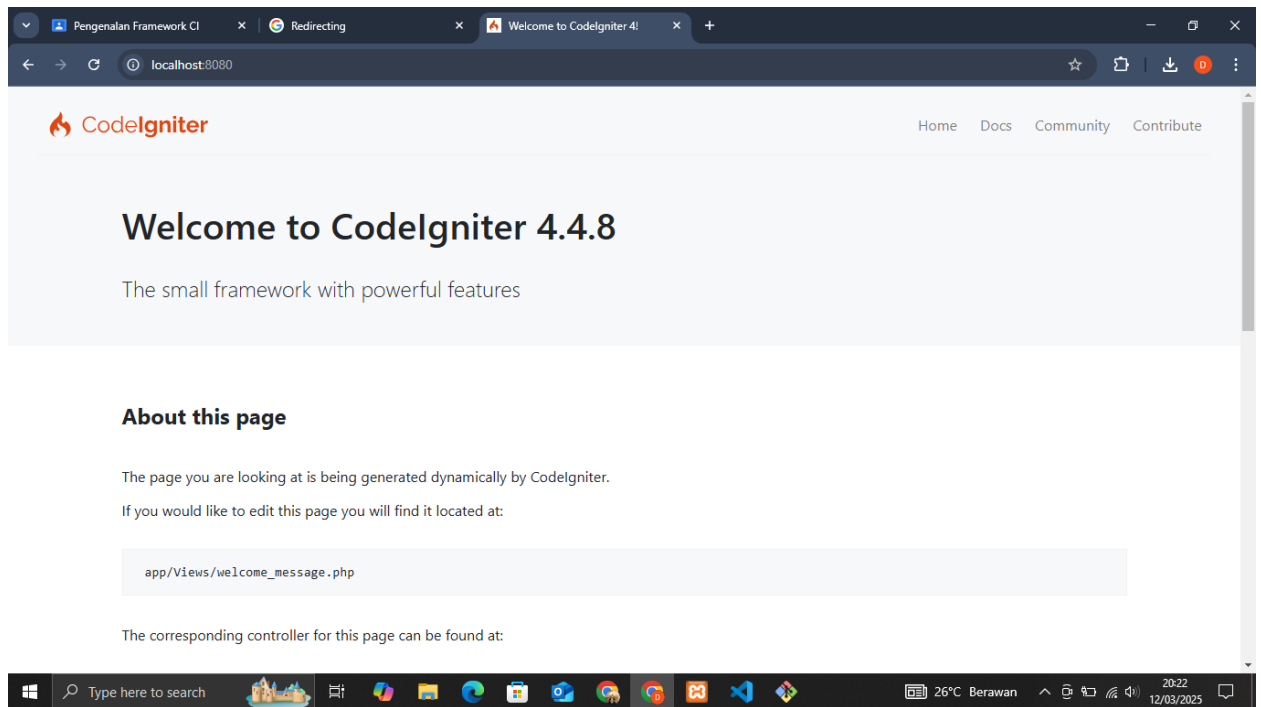 Pengenalan Framework CI
Redirecting
Welcome to CodeIgniter 4!
localhost:8080
D
CodeIgniter
Home Docs Community Contribute
Welcome to CodeIgniter 4.4.8
The small framework with powerful features
About this page
The page you are looking at is being generated dynamically by CodeIgniter.
If you would like to edit this page you will find it located at:
app/Views/welcome_message.php
The corresponding controller for this page can be found at:
Type here to search
26°C Berawan
20:22
12/03/2025